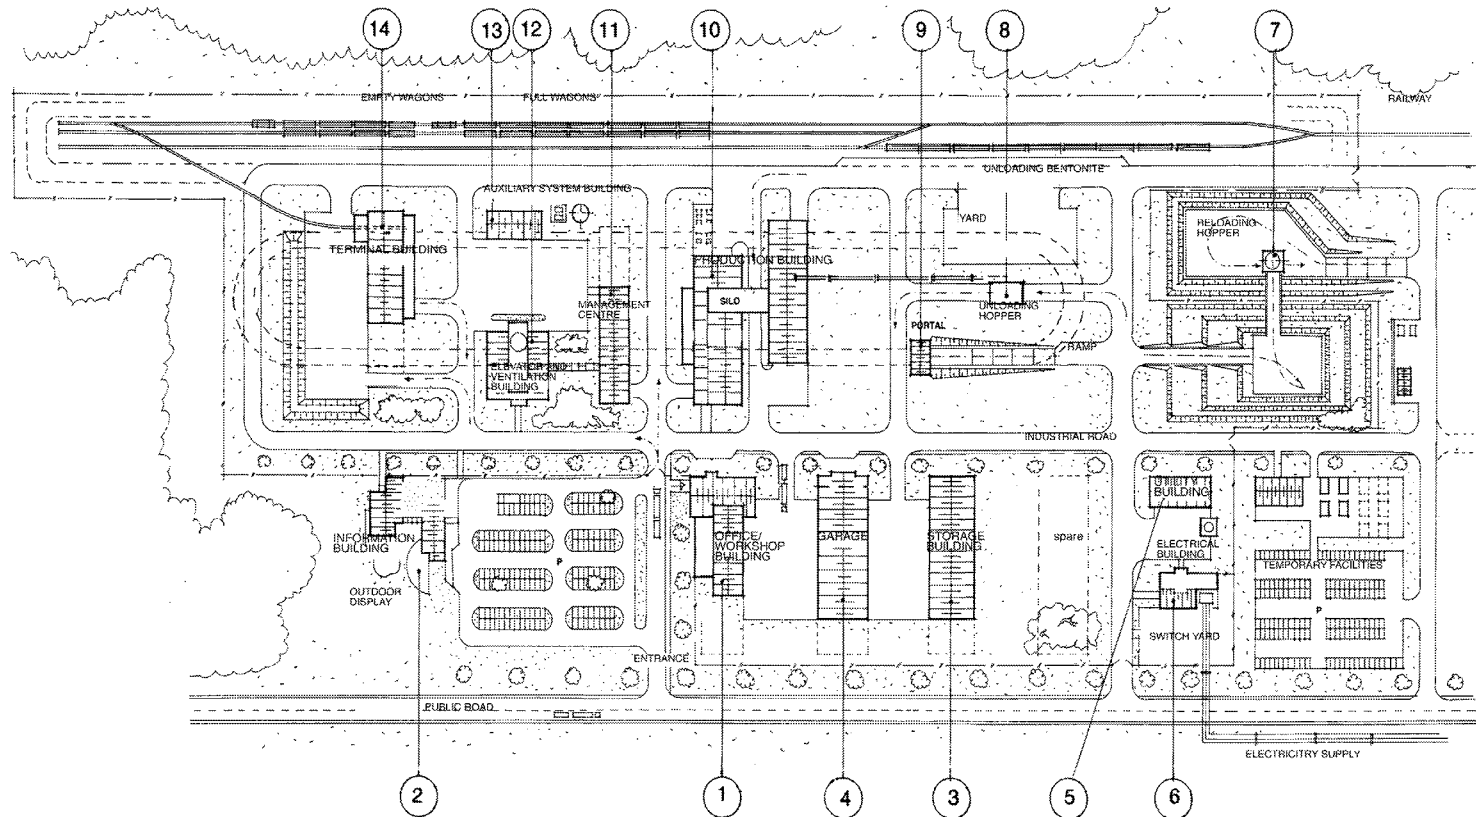 14
13
12
11
10
9
8
7
EMPTY WAGONS
FULL WAGONS
RAILWAY
UNLOADING BENTONITE
AUXILIARY SYSTEM BUILDING
YARD
RELOADING
HOPPER
TERMINAL BUILDING
PRODUCTION BUILDING
MANAGEMENT
CENTRE
SILO
UNLOADING
HOPPER
PORTAL
RAMP
ELEVATOR AND
VENTILATION
BUILDING
INDUSTRIAL ROAD
UTILITY
BUILDING
INFORMATION
BUILDING
OFFICE/
WORKSHOP
BUILDING
GARAGE
STORAGE
BUILDING
spare
ELECTRICAL
BUILDING
TEMPORARY FACILITIES
P
OUTDOOR
DISPLAY
P
SWITCH YARD
ENTRANCE
PUBLIC ROAD
ELECTRICITRY SUPPLY
2
1
4
3
5
6